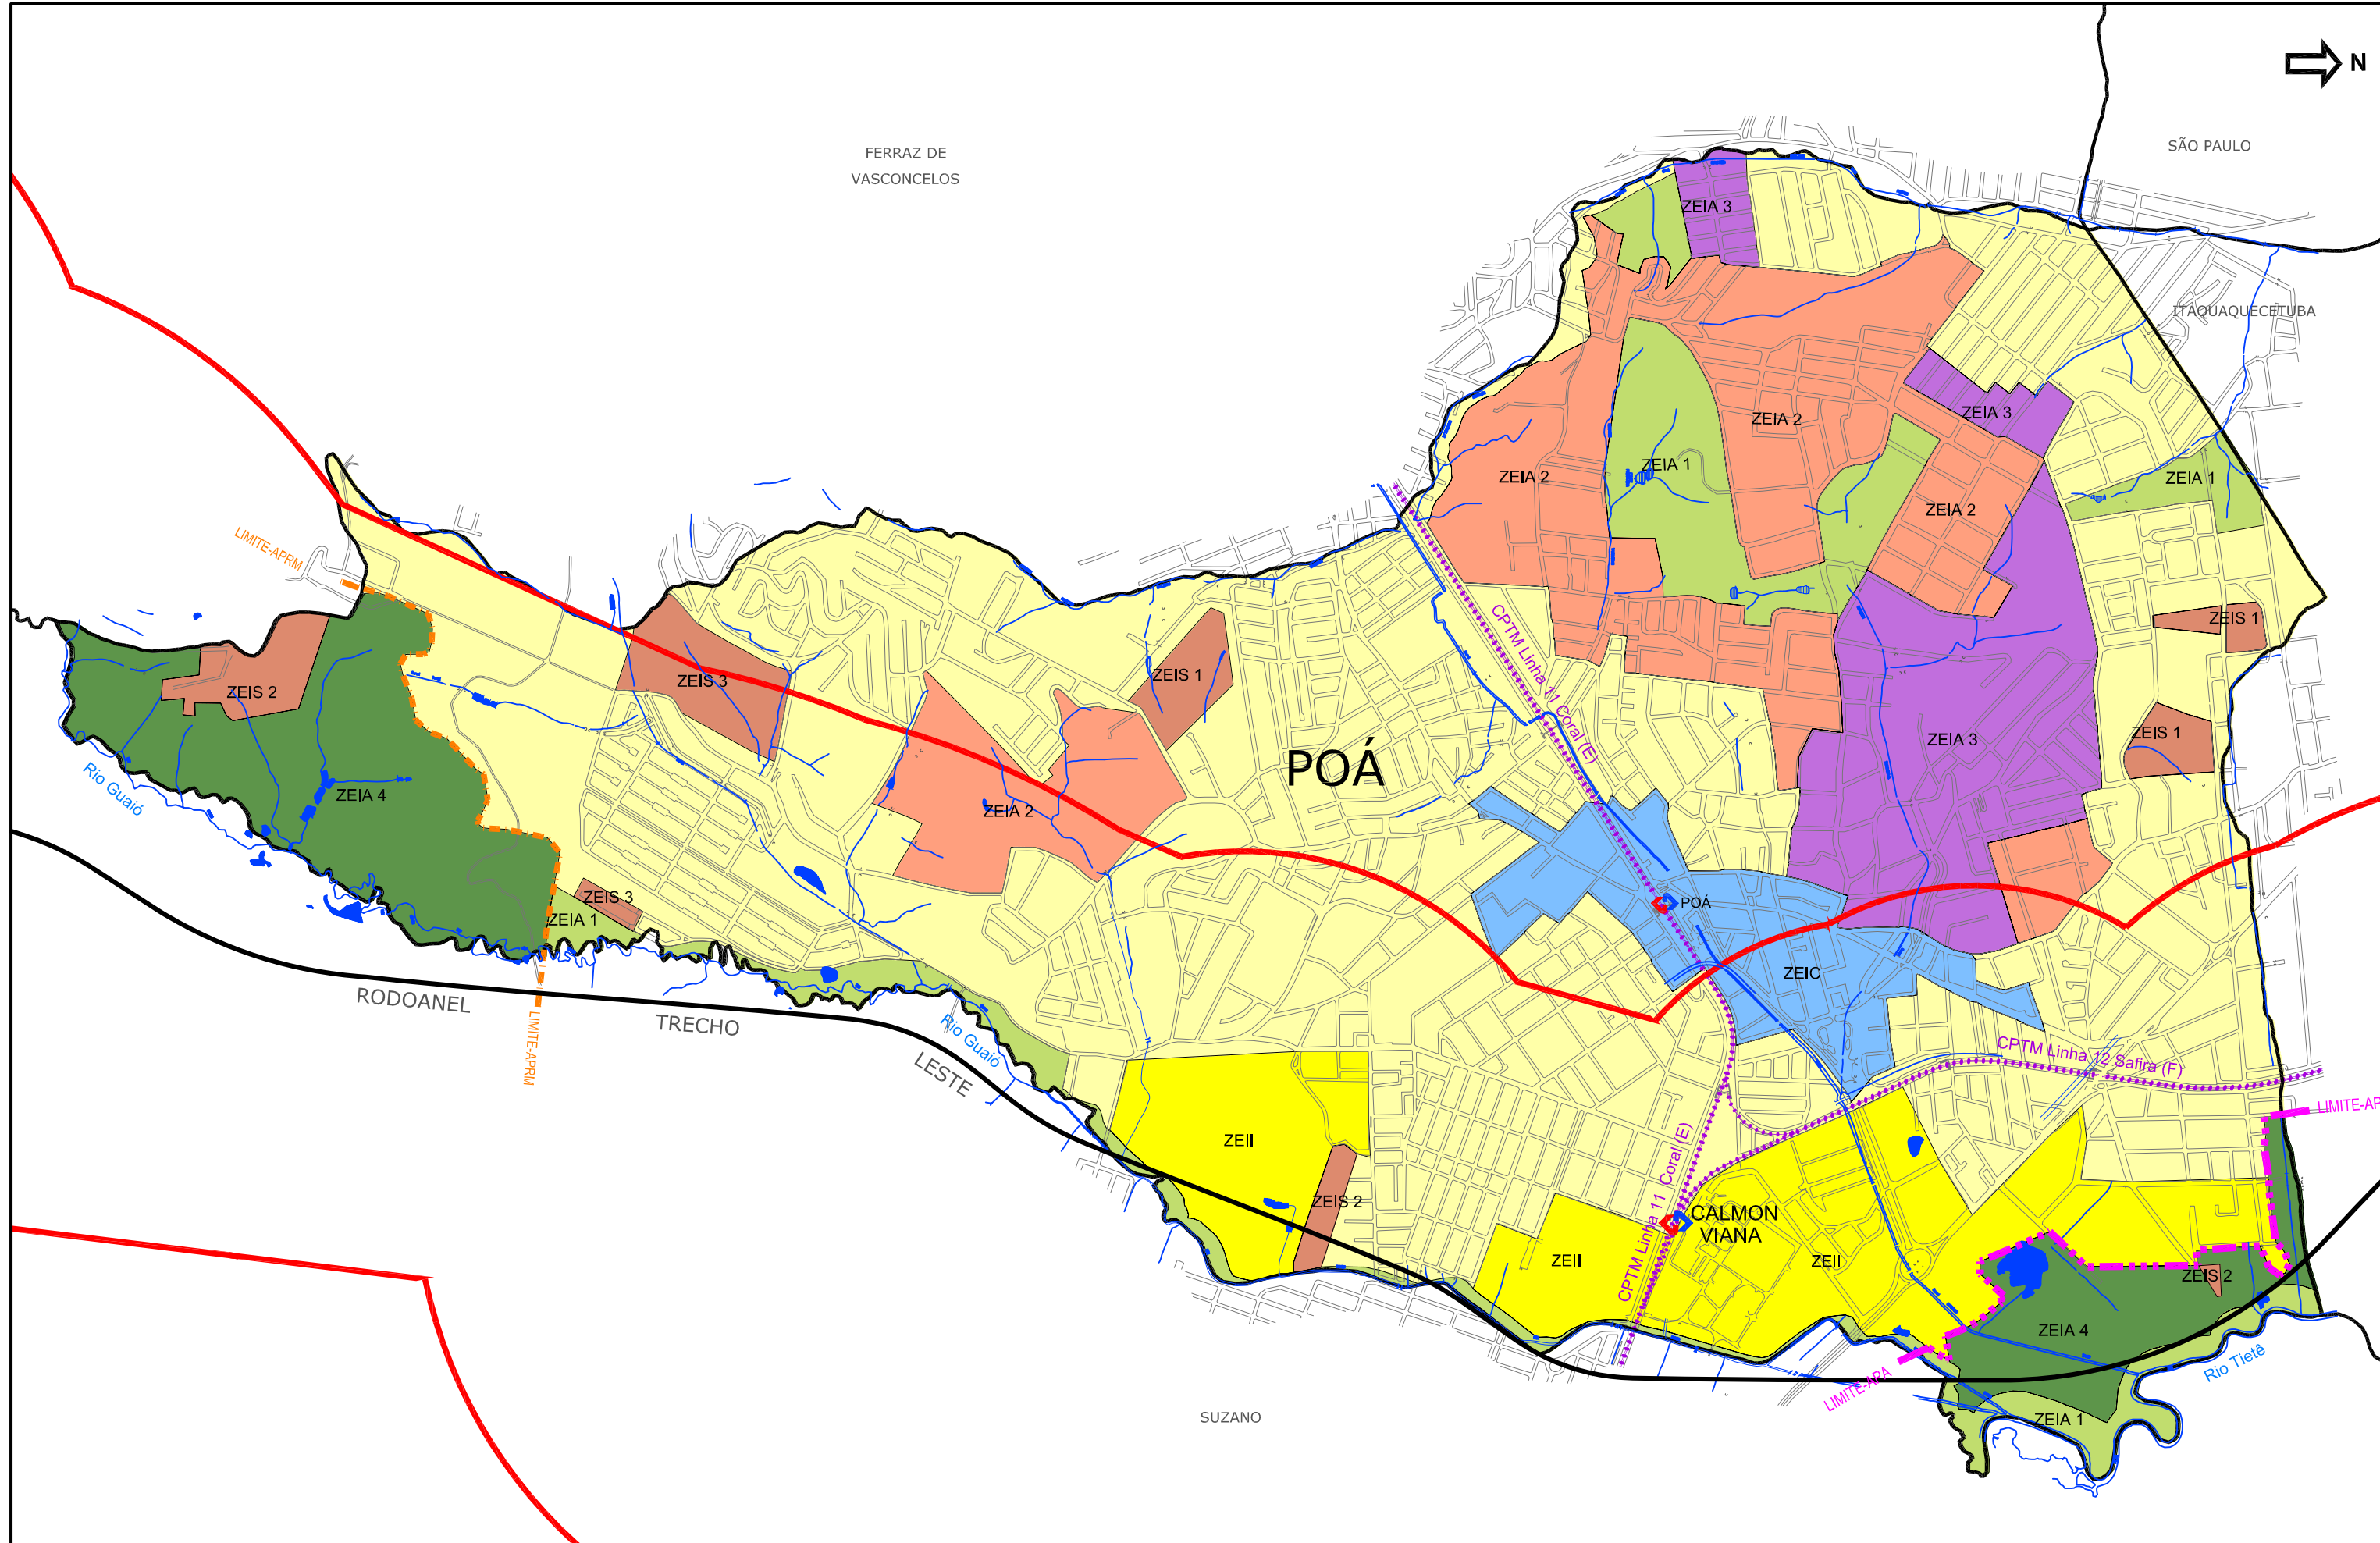 N
SÃO PAULO
FERRAZ DE
VASCONCELOS
ZEIA 3
ITAQUAQUECETUBA
ZEIA 3
ZEIA 2
ZEIA 1
ZEIA 2
ZEIA 1
ZEIA 2
LIMITE-APRM
ZEIS 1
CPTM Linha 11 Coral (E)
ZEIS 1
ZEIS 3
ZEIS 2
ZEIS 1
ZEIA 3
POÁ
Rio Guaió
ZEIA 4
ZEIA 2
ZEIS 3
POÁ
ZEIA 1
ZEIC
RODOANEL
TRECHO
LESTE
LIMITE-APRM
Rio Guaió
CPTM Linha 12 Safira (F)
LIMITE-AP
ZEII
CPTM Linha 11 Coral (E)
ZEIS 2
CALMON
VIANA
ZEII
ZEII
ZEIS 2
ZEIA 4
Rio Tietê
LIMITE-APA
SUZANO
ZEIA 1